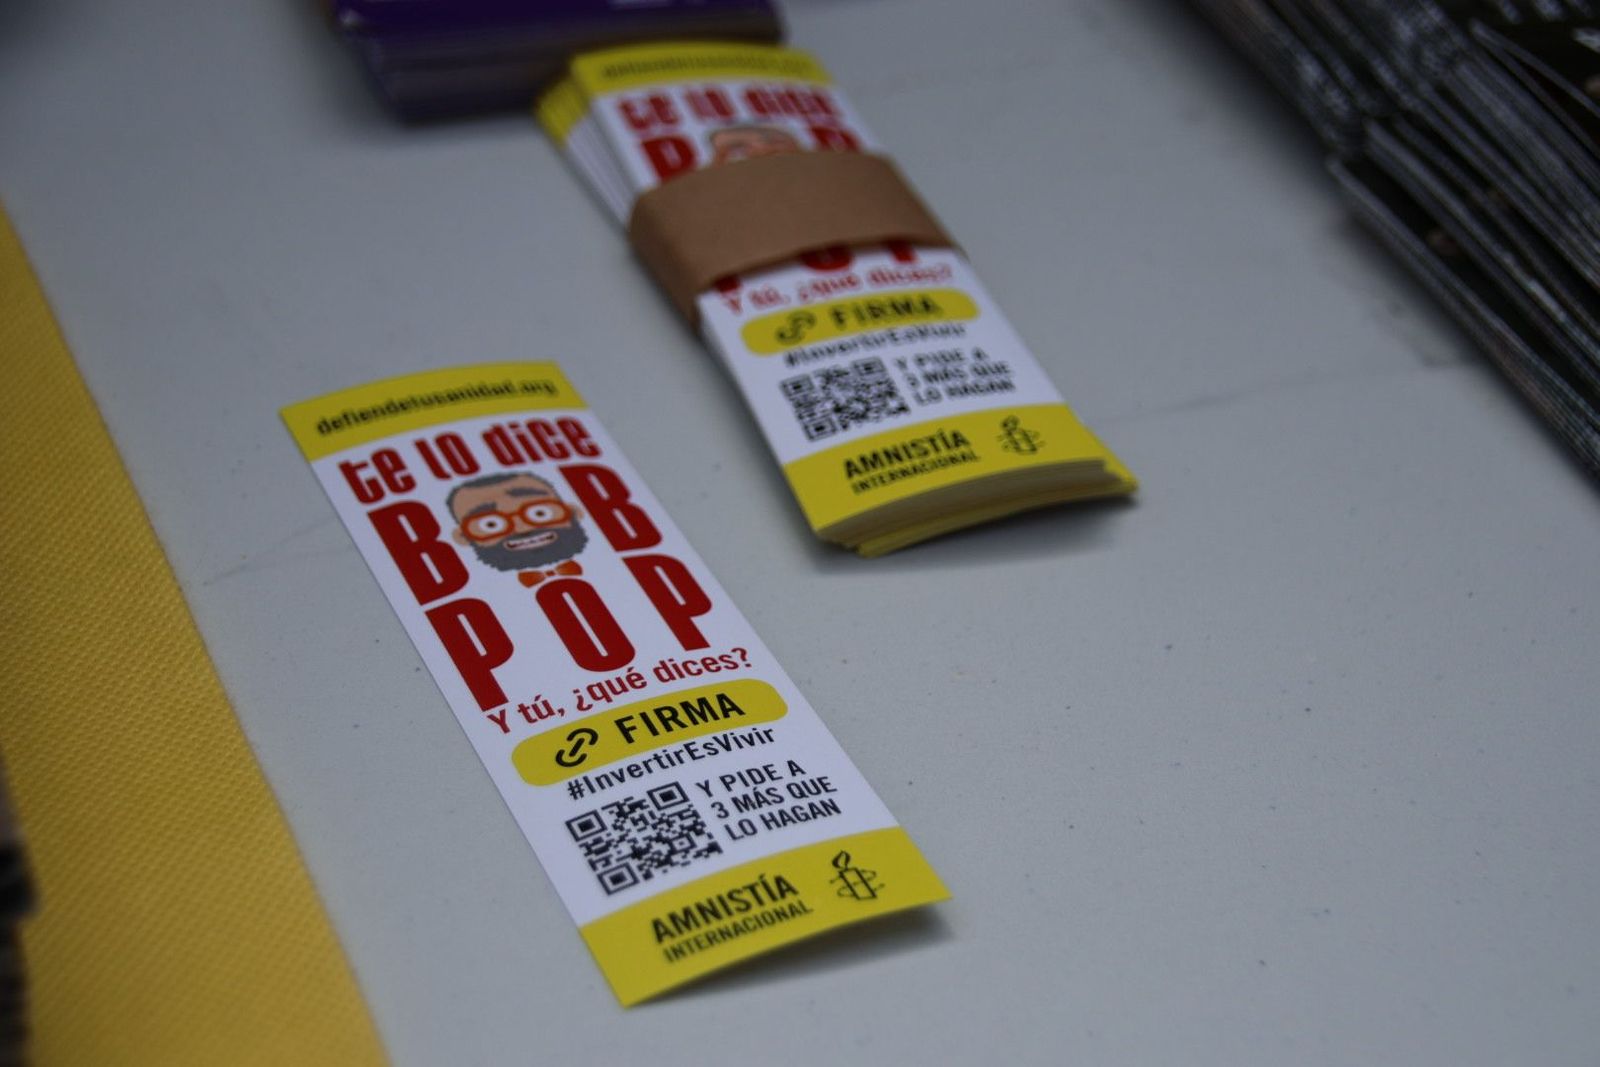 defiendetusanidad.org
te lo dice
BOB
POP
Y tú, ¿qué dices?
FIRMA
#InvertirEsVivir
Y PIDE A
3 MÁS QUE
LO HAGAN
AMNISTÍA
INTERNACIONAL
te lo dice
Y tú, ¿qué dices?
FIRMA
#InvertirEsVivir
Y PIDE A
3 MÁS QUE
LO HAGAN
AMNISTÍA
INTERNACIONAL